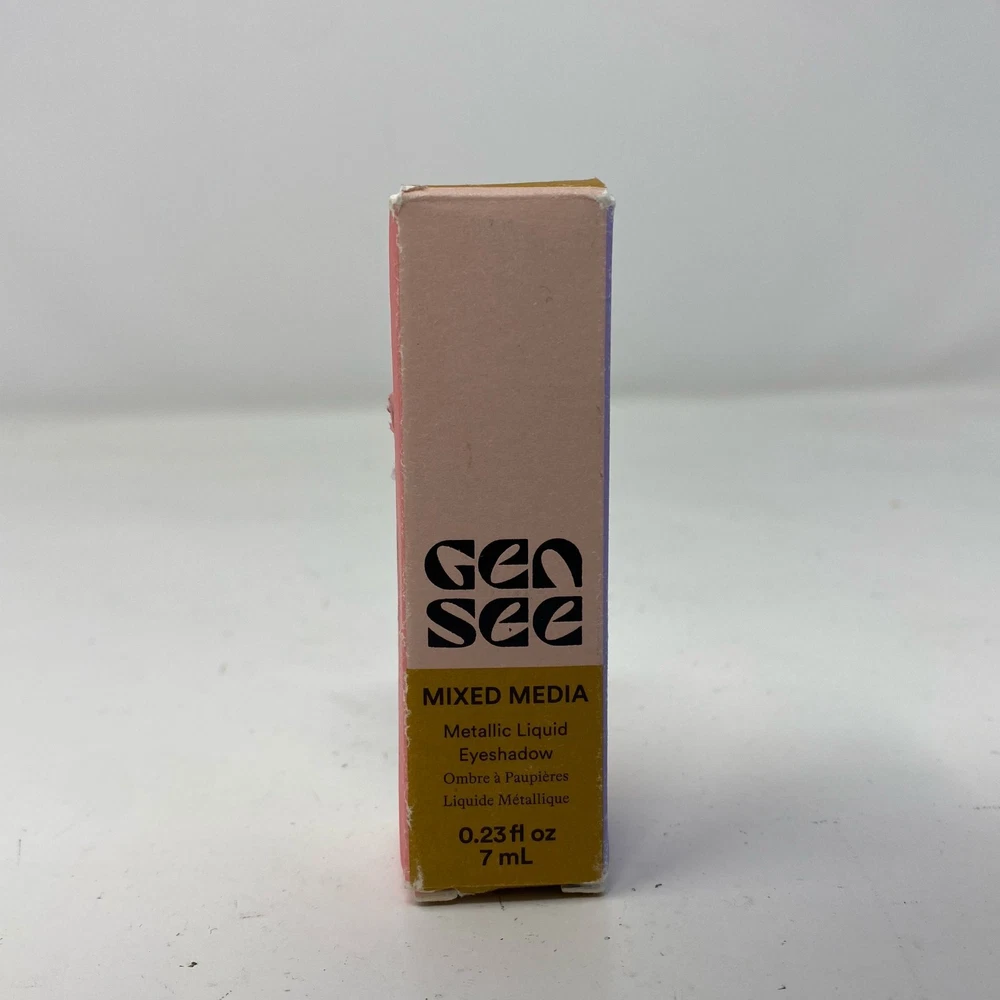 Gen
See
MIXED MEDIA
Metallic Liquid
Eyeshadow
Ombre à Paupières
Liquide Métallique
0.23 fl oz
7 mL